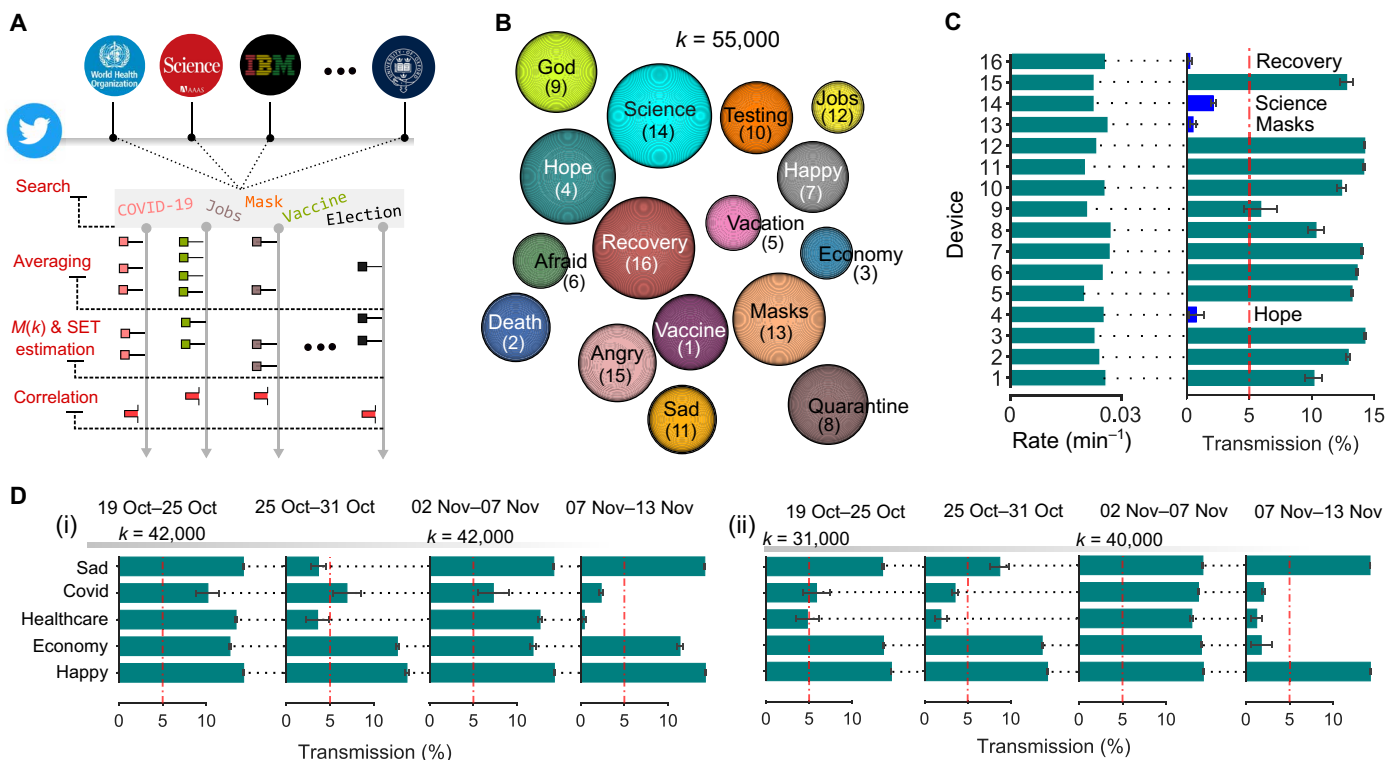 A
World Health
Organization
Science
AAAS
IBM
UNIVERSITY OF OXFORD
Search
COVID-19
Jobs
Mask
Vaccine
Election
Averaging
M(k) & SET
estimation
Correlation
B
k = 55,000
God
(9)
Science
(14)
Testing
(10)
Jobs
(12)
Hope
(4)
Happy
(7)
Recovery
(16)
Vacation
(5)
Afraid
(6)
Economy
(3)
Death
(2)
Vaccine
(1)
Masks
(13)
Angry
(15)
Sad
(11)
Quarantine
(8)
C
Device
16
15
14
13
12
11
10
9
8
7
6
5
4
3
2
1
Recovery
Science
Masks
Hope
0 0.03
Rate (min–1)
0 5 10 15
Transmission (%)
D
(i)
19 Oct–25 Oct 25 Oct–31 Oct 02 Nov–07 Nov 07 Nov–13 Nov
k = 42,000 k = 42,000
Sad
Covid
Healthcare
Economy
Happy
0 5 10 0 5 10 0 5 10 0 5 10
Transmission (%)
(ii)
19 Oct–25 Oct 25 Oct–31 Oct 02 Nov–07 Nov 07 Nov–13 Nov
k = 31,000 k = 40,000
0 5 10 0 5 10 0 5 10 0 5 10
Transmission (%)